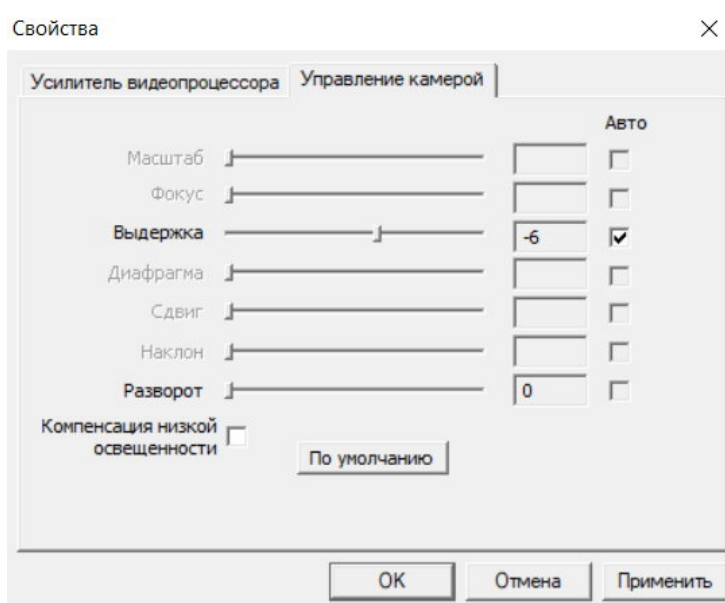 Свойства
Усилитель видеопроцессора Управление камерой
Авто
Масштаб
Фокус
Выдержка -6
Диафрагма
Сдвиг
Наклон
Разворот 0
Компенсация низкой
освещенности
По умолчанию
OK Отмена Применить